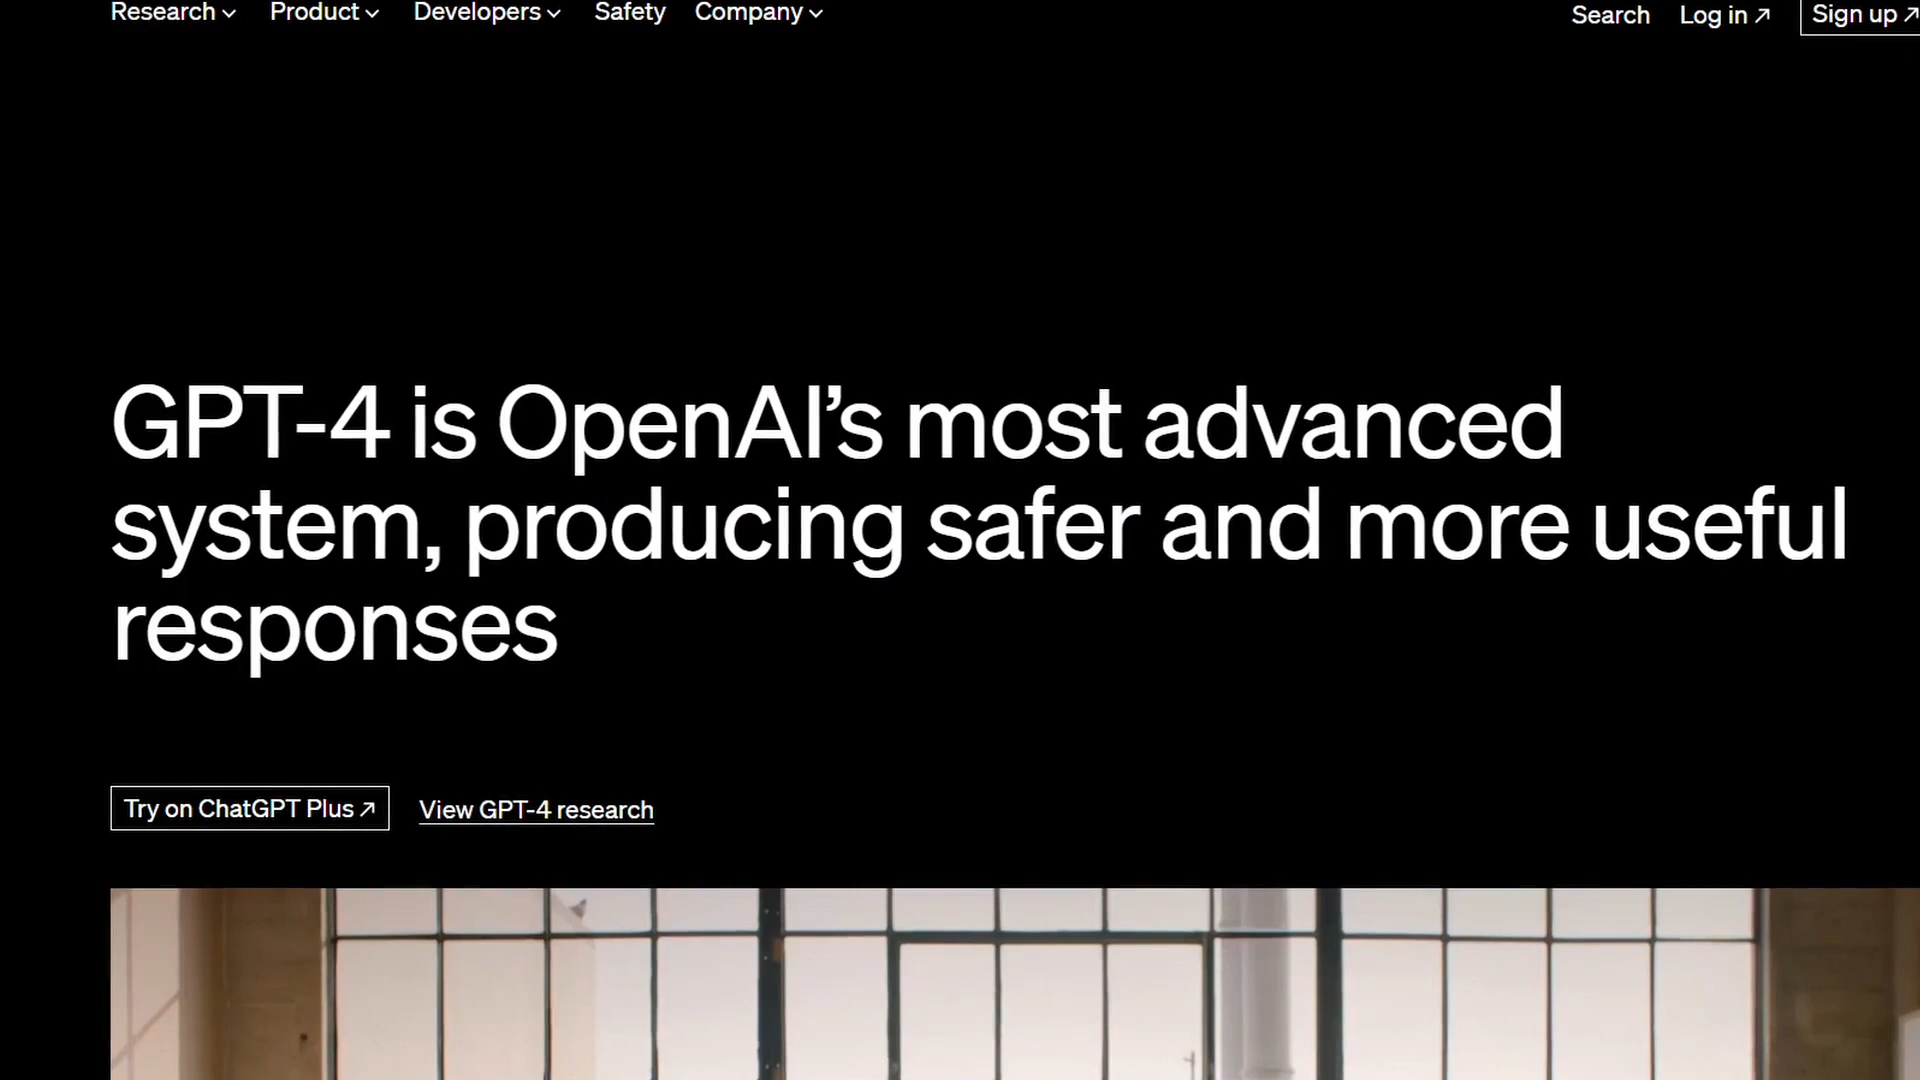 Research Product Developers Safety Company Search Log in ↗ Sign up ↗
GPT-4 is OpenAI’s most advanced
system, producing safer and more useful
responses
Try on ChatGPT Plus ↗ View GPT-4 research